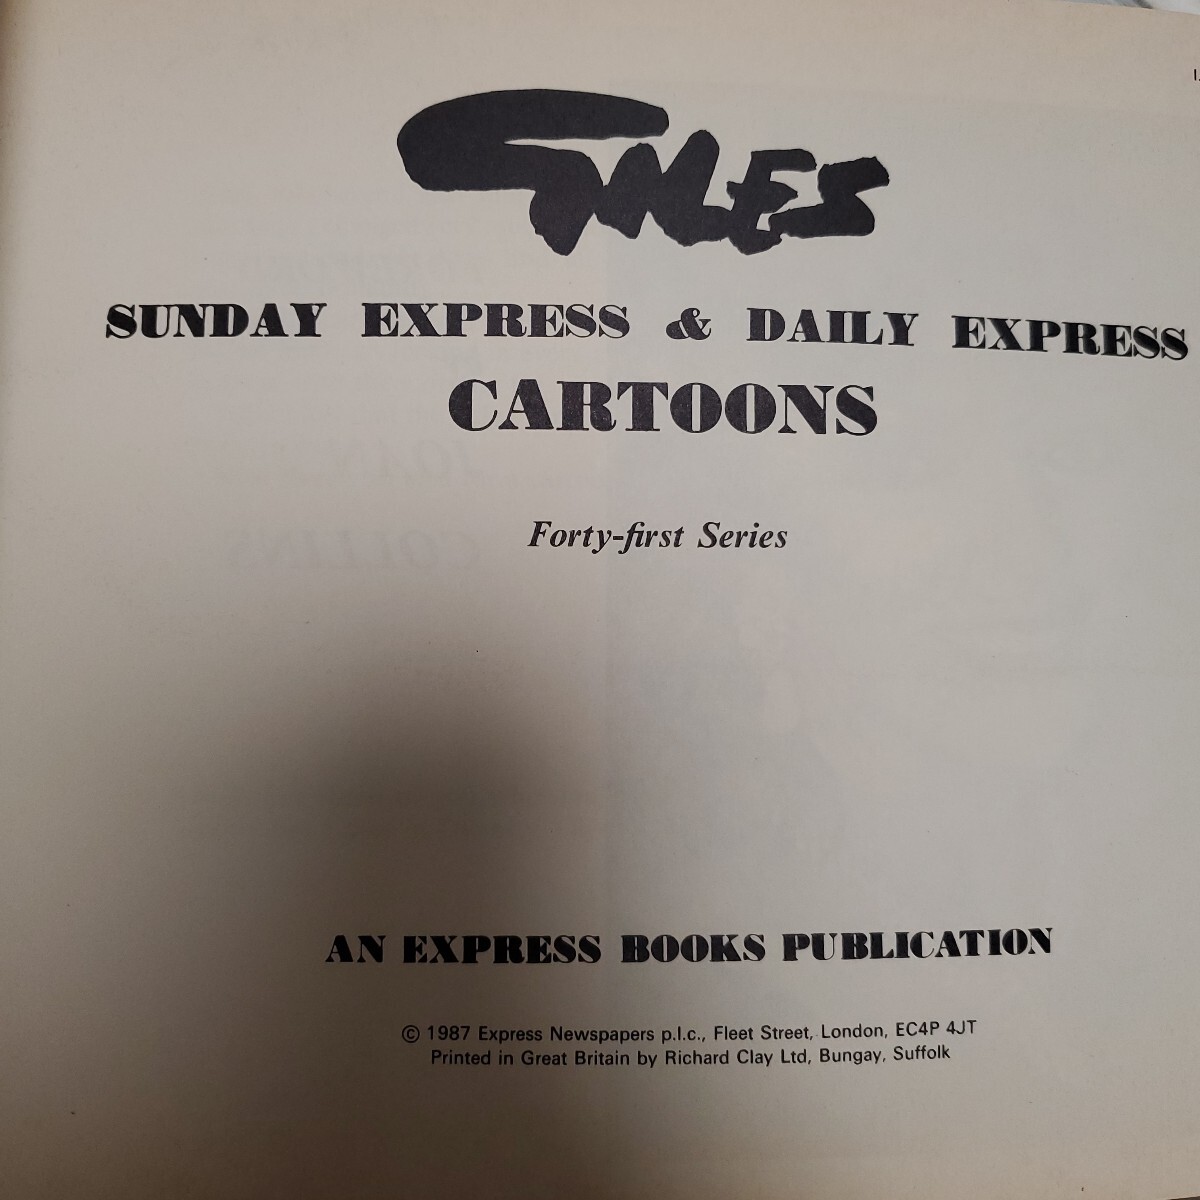 GILES
SUNDAY EXPRESS & DAILY EXPRESS
CARTOONS
Forty-first Series
AN EXPRESS BOOKS PUBLICATION
© 1987 Express Newspapers p.l.c., Fleet Street, London, EC4P 4JT
Printed in Great Britain by Richard Clay Ltd, Bungay, Suffolk